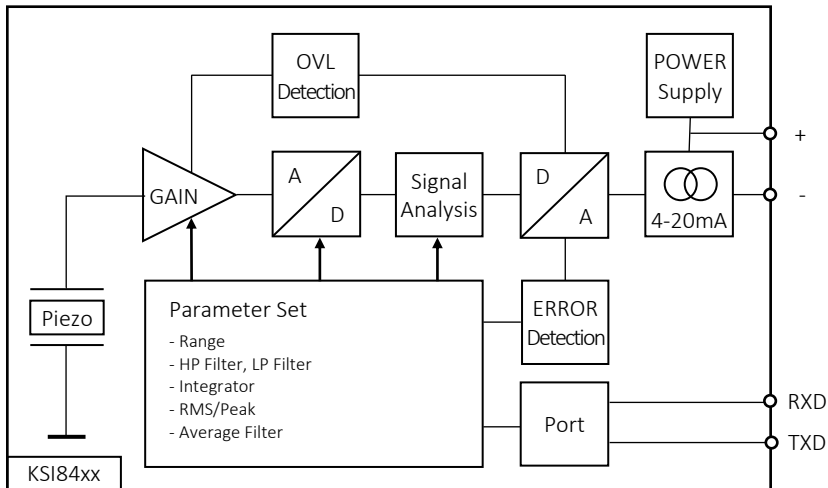 OVL
Detection
POWER
Supply
+
GAIN
A
D
Signal
Analysis
D
A
4-20mA
-
Piezo
Parameter Set
- Range
- HP Filter, LP Filter
- Integrator
- RMS/Peak
- Average Filter
ERROR
Detection
Port
RXD
TXD
KSI84xx